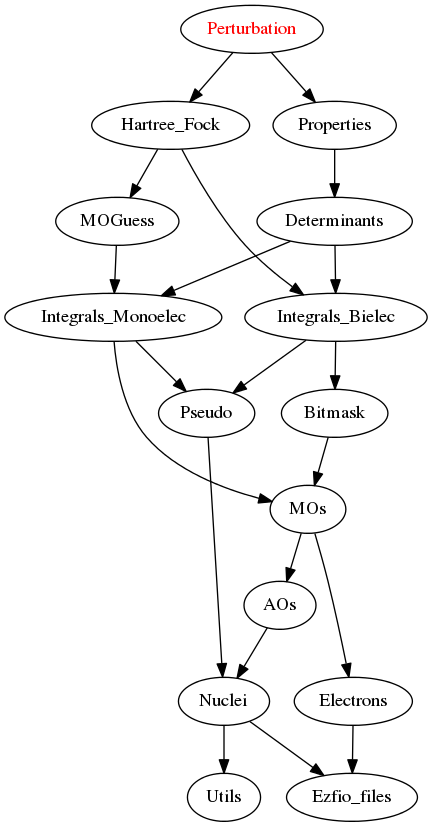 Perturbation
Hartree_Fock
Properties
MOGuess
Determinants
Integrals_Monoelec
Integrals_Bielec
Pseudo
Bitmask
MOs
AOs
Nuclei
Electrons
Utils
Ezfio_files